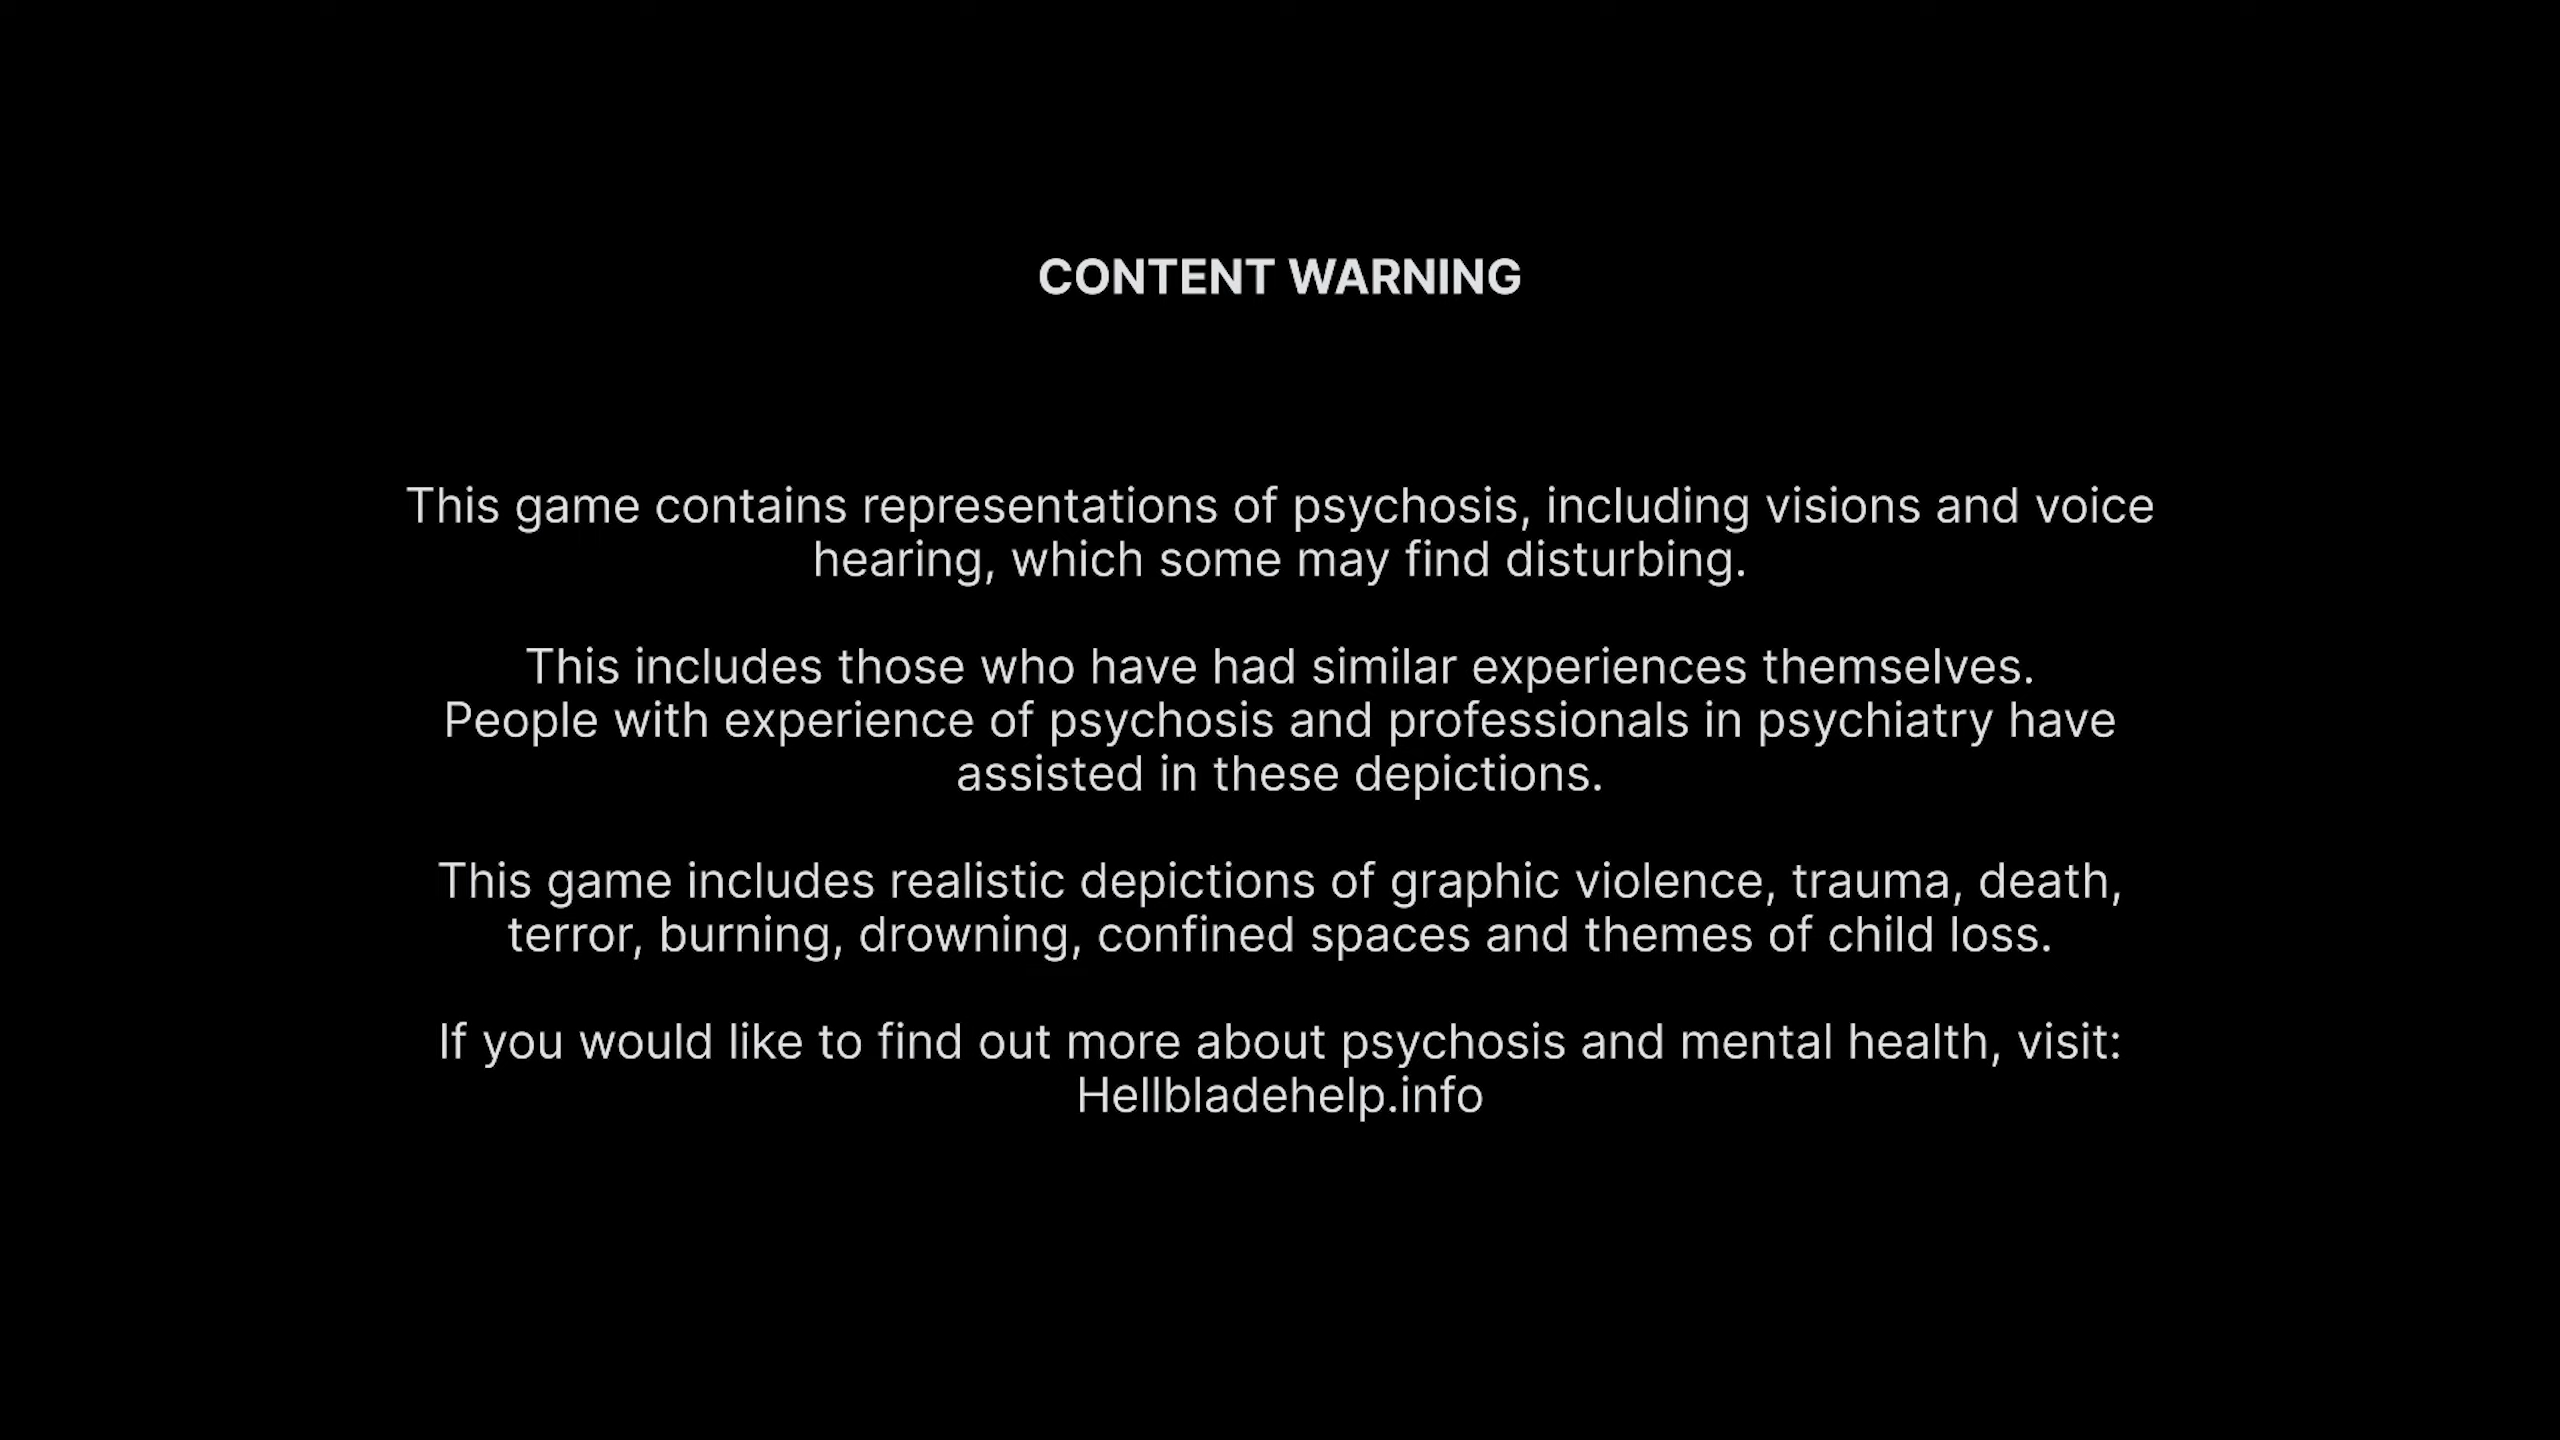 CONTENT WARNING
This game contains representations of psychosis, including visions and voice
hearing, which some may find disturbing.
This includes those who have had similar experiences themselves.
People with experience of psychosis and professionals in psychiatry have
assisted in these depictions.
This game includes realistic depictions of graphic violence, trauma, death,
terror, burning, drowning, confined spaces and themes of child loss.
If you would like to find out more about psychosis and mental health, visit:
Hellbladehelp.info